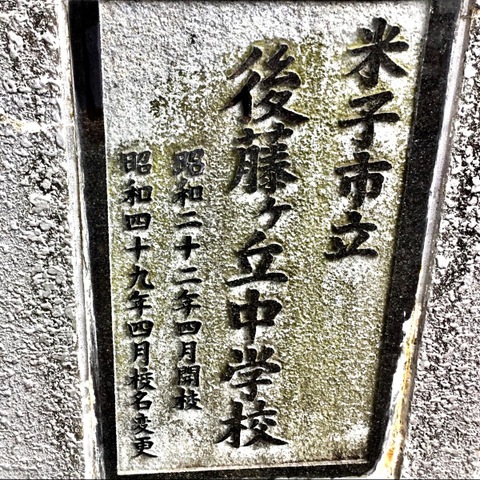 米子市立
後藤ヶ丘中学校
昭和二十二年四月開校
昭和四十九年四月校名変更